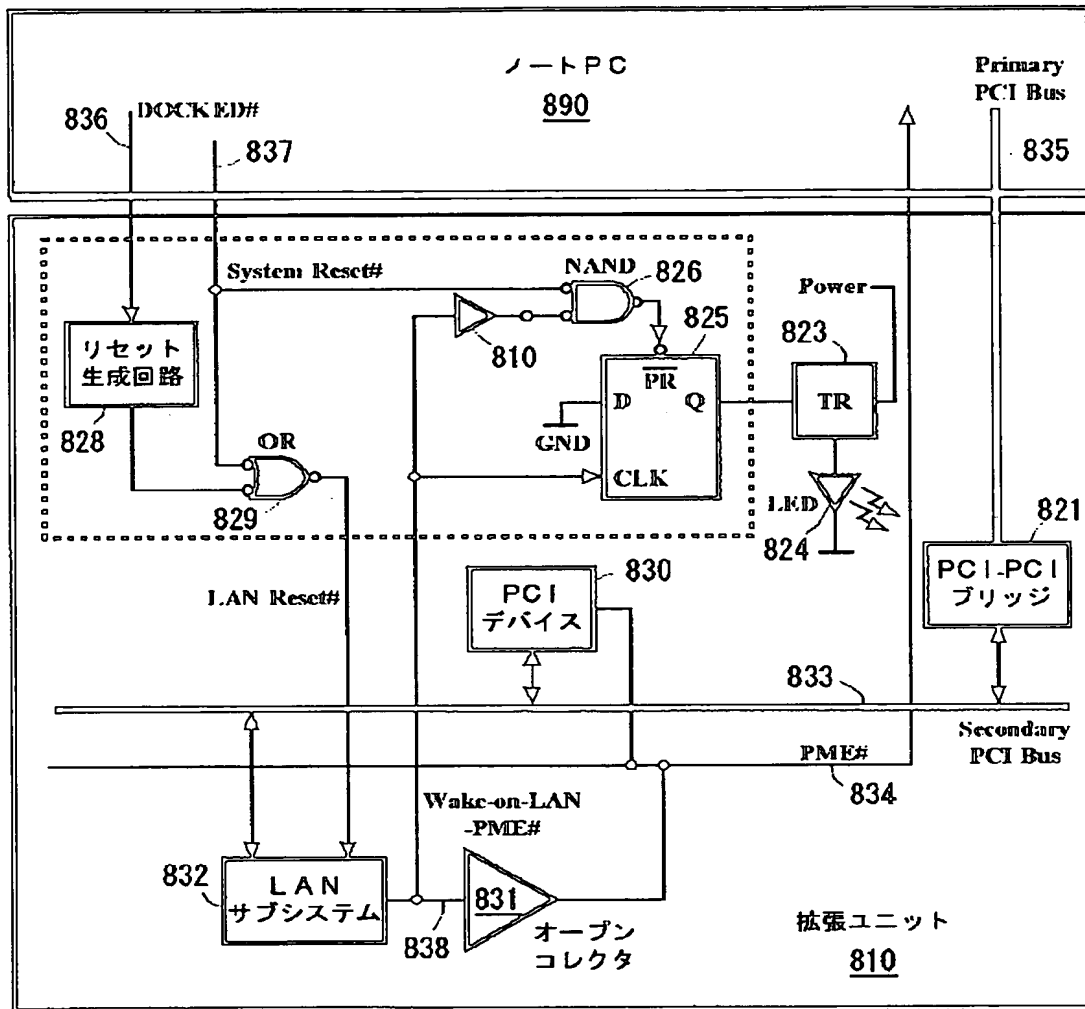 ノートPC
890
Primary
PCI Bus
835
836
DOCKED#
837
System Reset#
NAND
826
Power
リセット
生成回路
828
810
825
PR
D
Q
GND
CLK
823
TR
OR
829
LED
824
821
PCI-PCI
ブリッジ
LAN Reset#
830
PCI
デバイス
833
Secondary
PCI Bus
PME#
834
Wake-on-LAN
-PME#
832
LAN
サブシステム
838
831
オープン
コレクタ
拡張ユニット
810